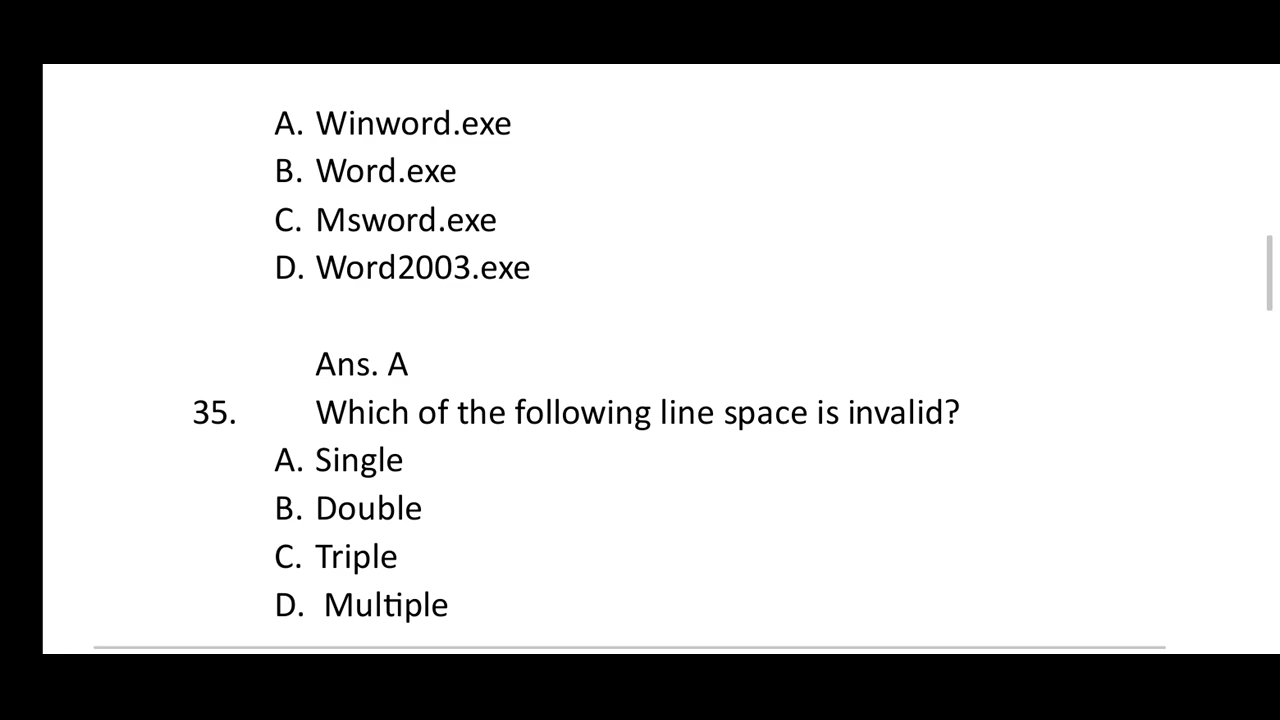 A. Winword.exe
B. Word.exe
C. Msword.exe
D. Word2003.exe
Ans. A
35. Which of the following line space is invalid?
A. Single
B. Double
C. Triple
D. Multiple